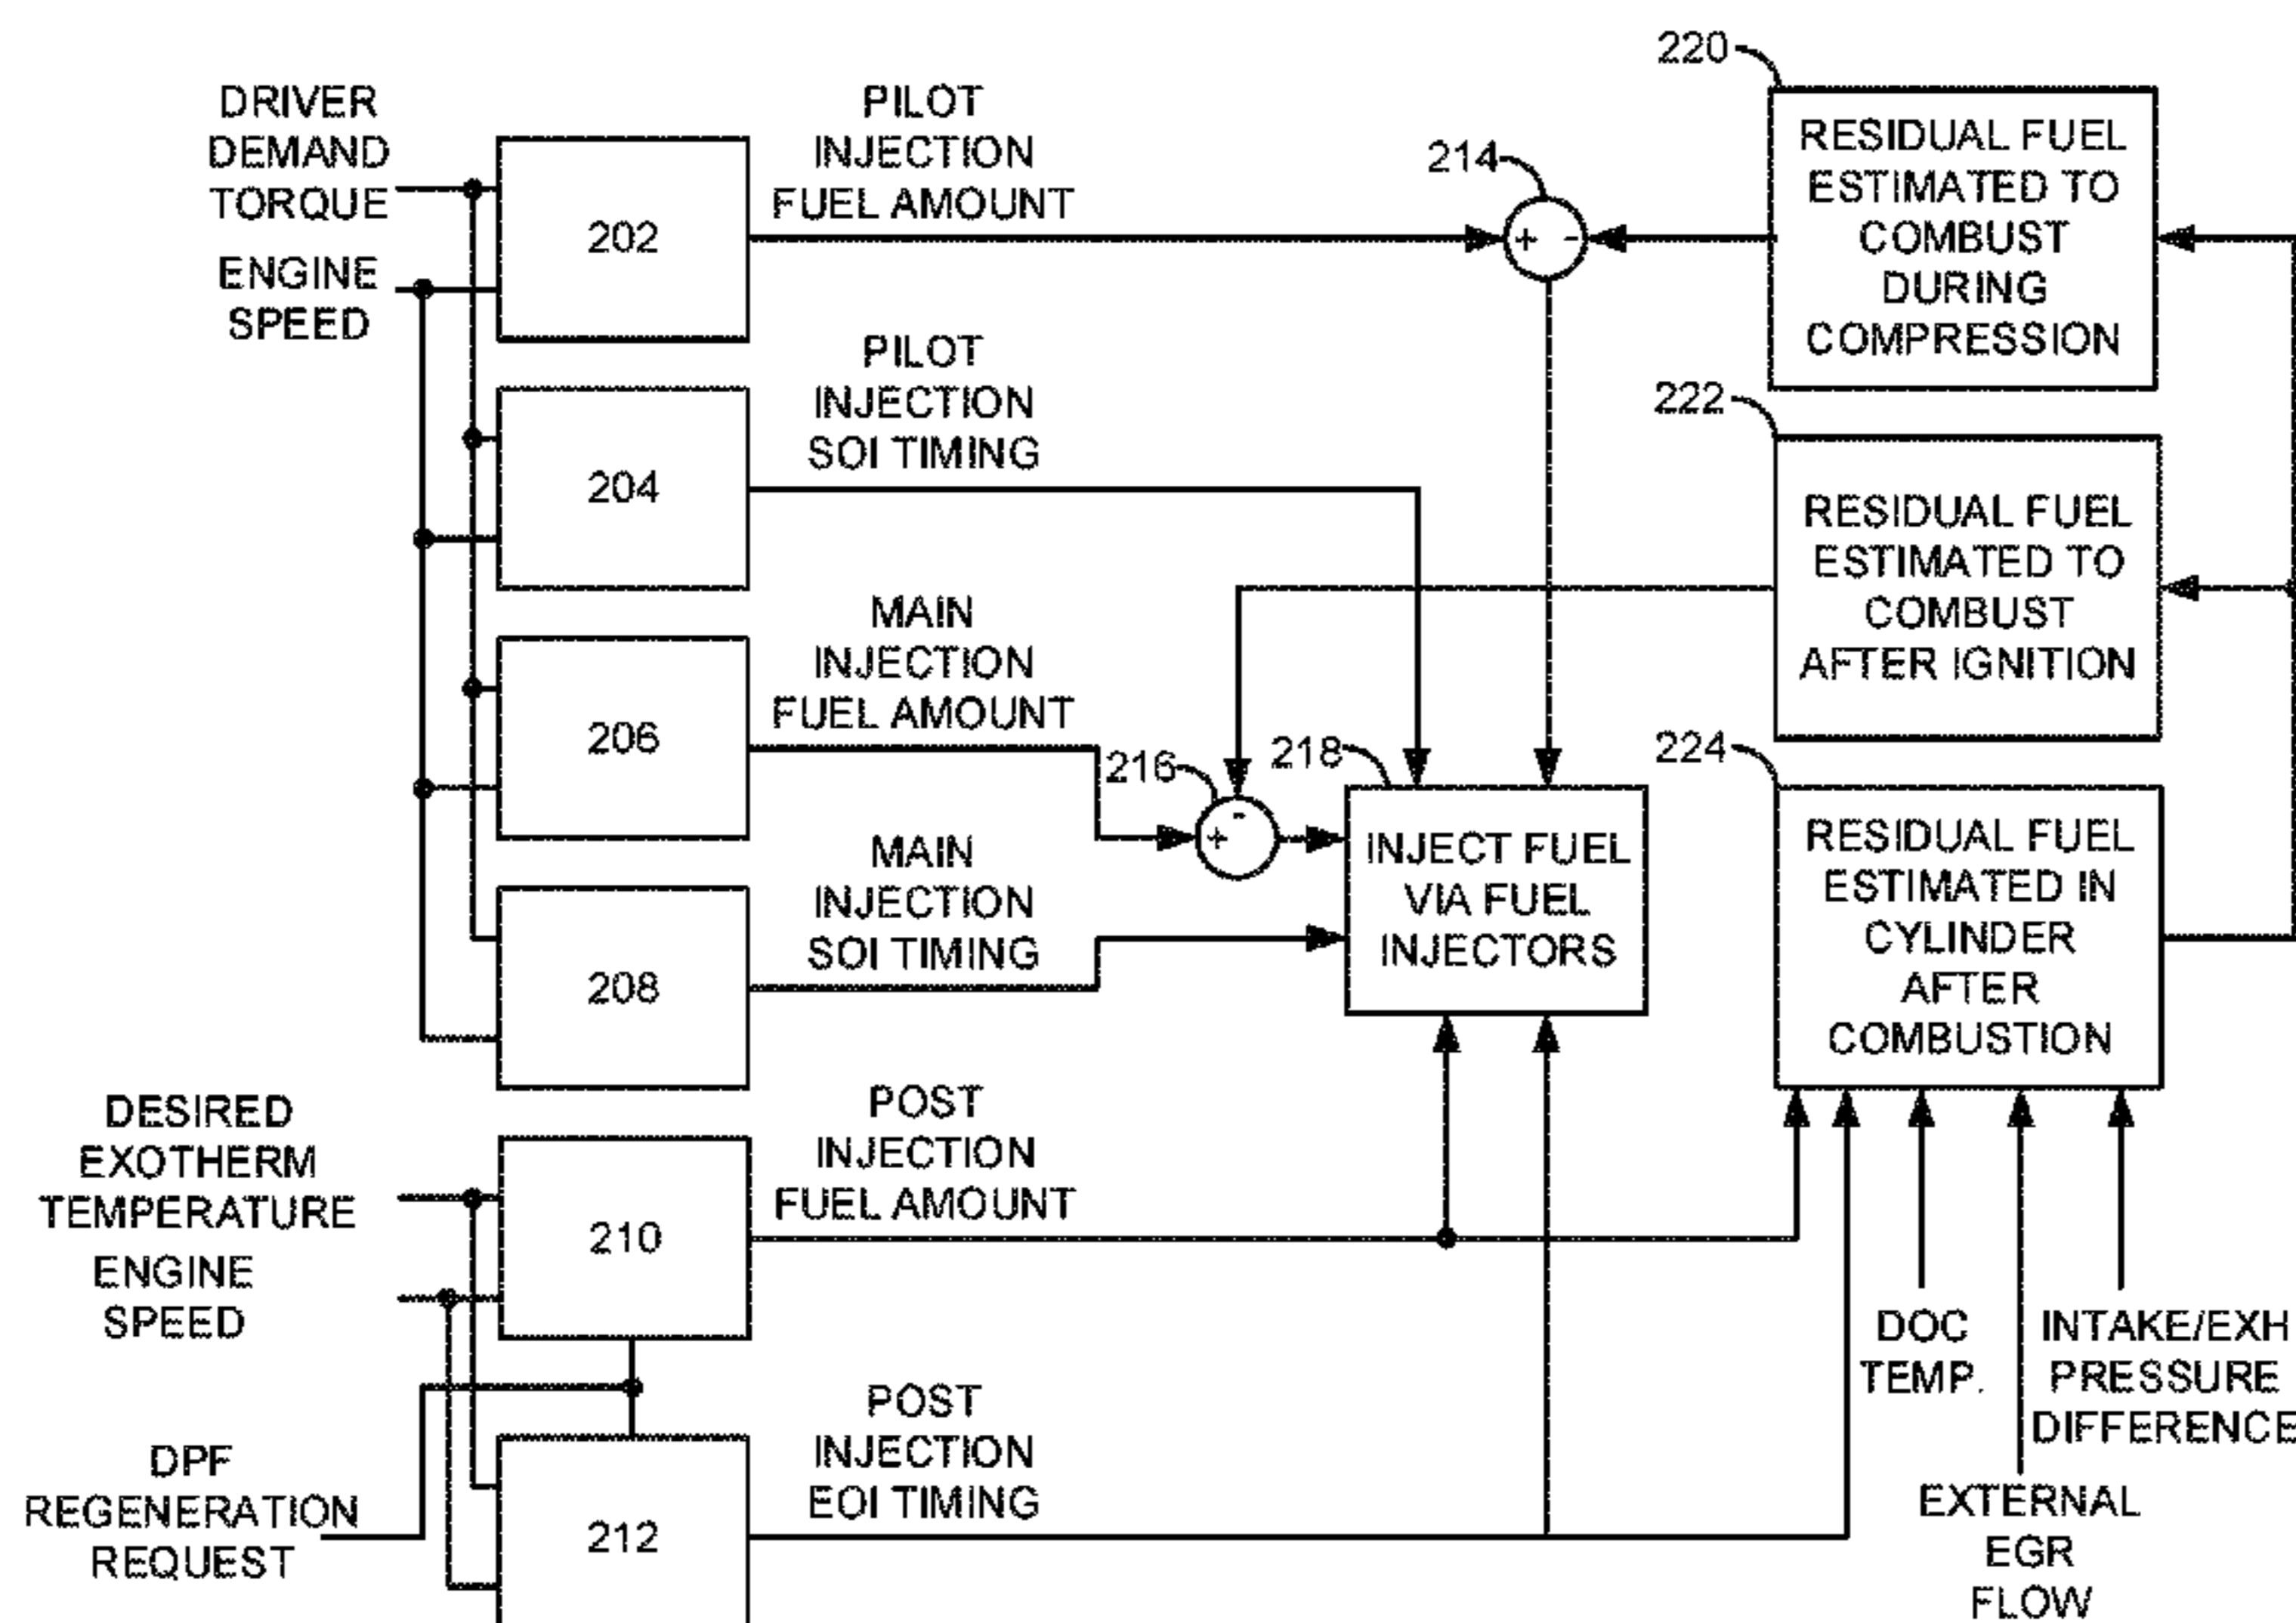 220
DRIVER
DEMAND
TORQUE
PILOT
INJECTION
FUEL AMOUNT
214
RESIDUAL FUEL
ESTIMATED TO
COMBUST
DURING
COMPRESSION
202
+ -
ENGINE
SPEED
PILOT
INJECTION
SOI TIMING
204
222
RESIDUAL FUEL
ESTIMATED TO
COMBUST
AFTER IGNITION
MAIN
INJECTION
FUEL AMOUNT
206
216
+ -
218
INJECT FUEL
VIA FUEL
INJECTORS
224
RESIDUAL FUEL
ESTIMATED IN
CYLINDER
AFTER
COMBUSTION
MAIN
INJECTION
SOI TIMING
208
DESIRED
EXOTHERM
TEMPERATURE
ENGINE
SPEED
210
POST
INJECTION
FUEL AMOUNT
DOC
TEMP.
INTAKE/EXH
PRESSURE
DIFFERENCE
DPF
REGENERATION
REQUEST
212
POST
INJECTION
EOI TIMING
EXTERNAL
EGR
FLOW